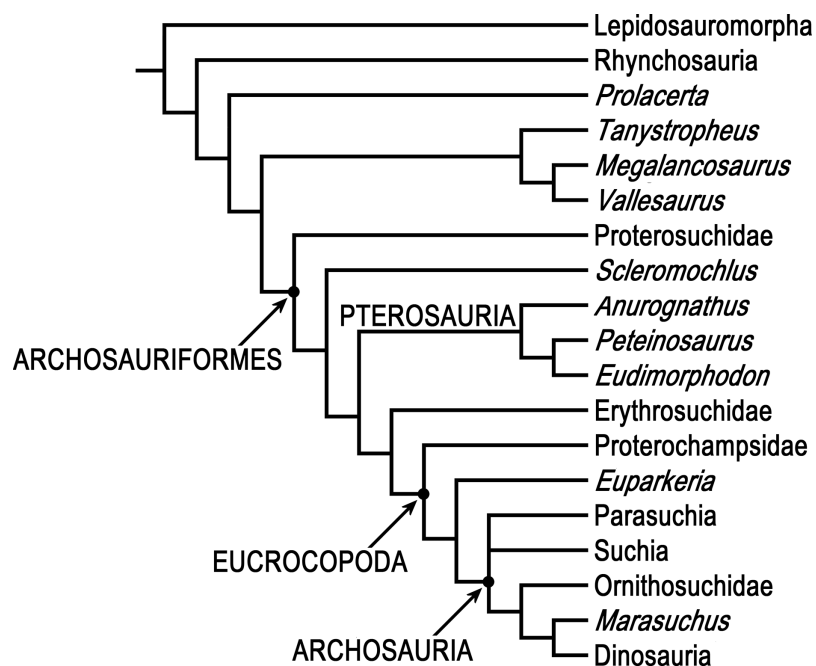 Lepidosauromorpha
Rhynchosauria
Prolacerta
Tanystropheus
Megalancosaurus
Vallesaurus
Proterosuchidae
Scleromochlus
Anurognathus
PTEROSAURIA
Peteinosaurus
ARCHOSAURIFORMES
Eudimorphodon
Erythrosuchidae
Proterochampsidae
Euparkeria
Parasuchia
Suchia
EUCROCOPODA
Ornithosuchidae
Marasuchus
ARCHOSAURIA
Dinosauria